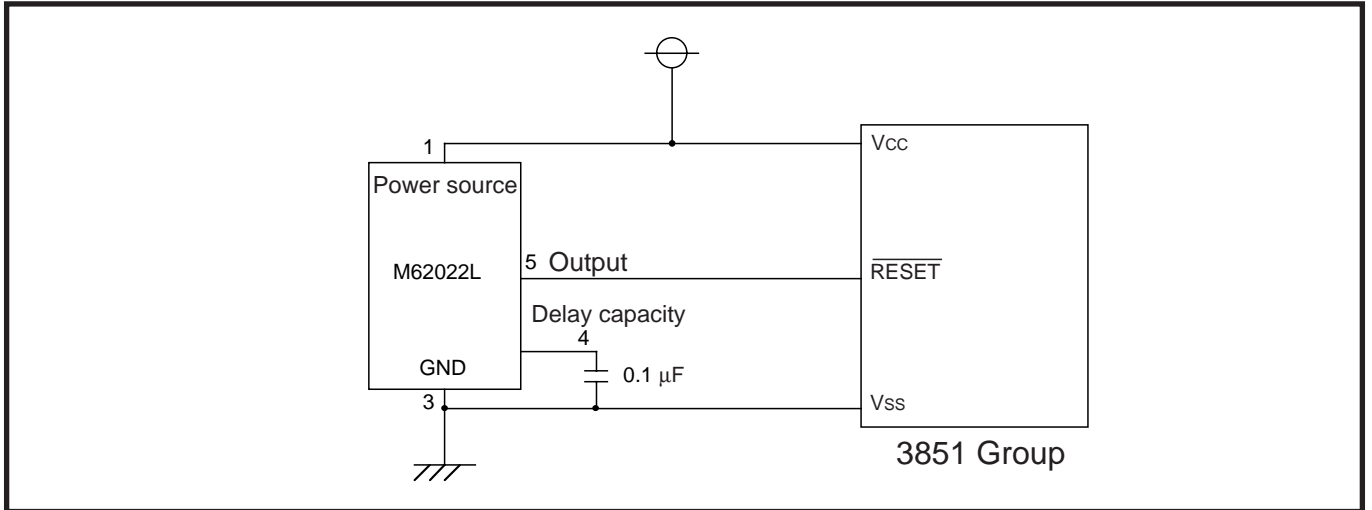 1
Vcc
Power source
M62022L
5 Output
RESET
Delay capacity
4
GND
0.1 μF
3
Vss
3851 Group